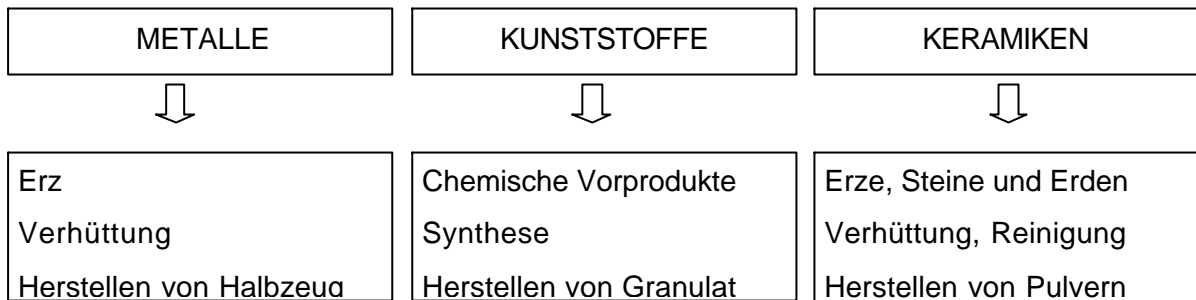 METALLE
KUNSTSTOFFE
KERAMIKEN
Erz
Verhüttung
Herstellen von Halbzeug
Chemische Vorprodukte
Synthese
Herstellen von Granulat
Erze, Steine und Erden
Verhüttung, Reinigung
Herstellen von Pulvern